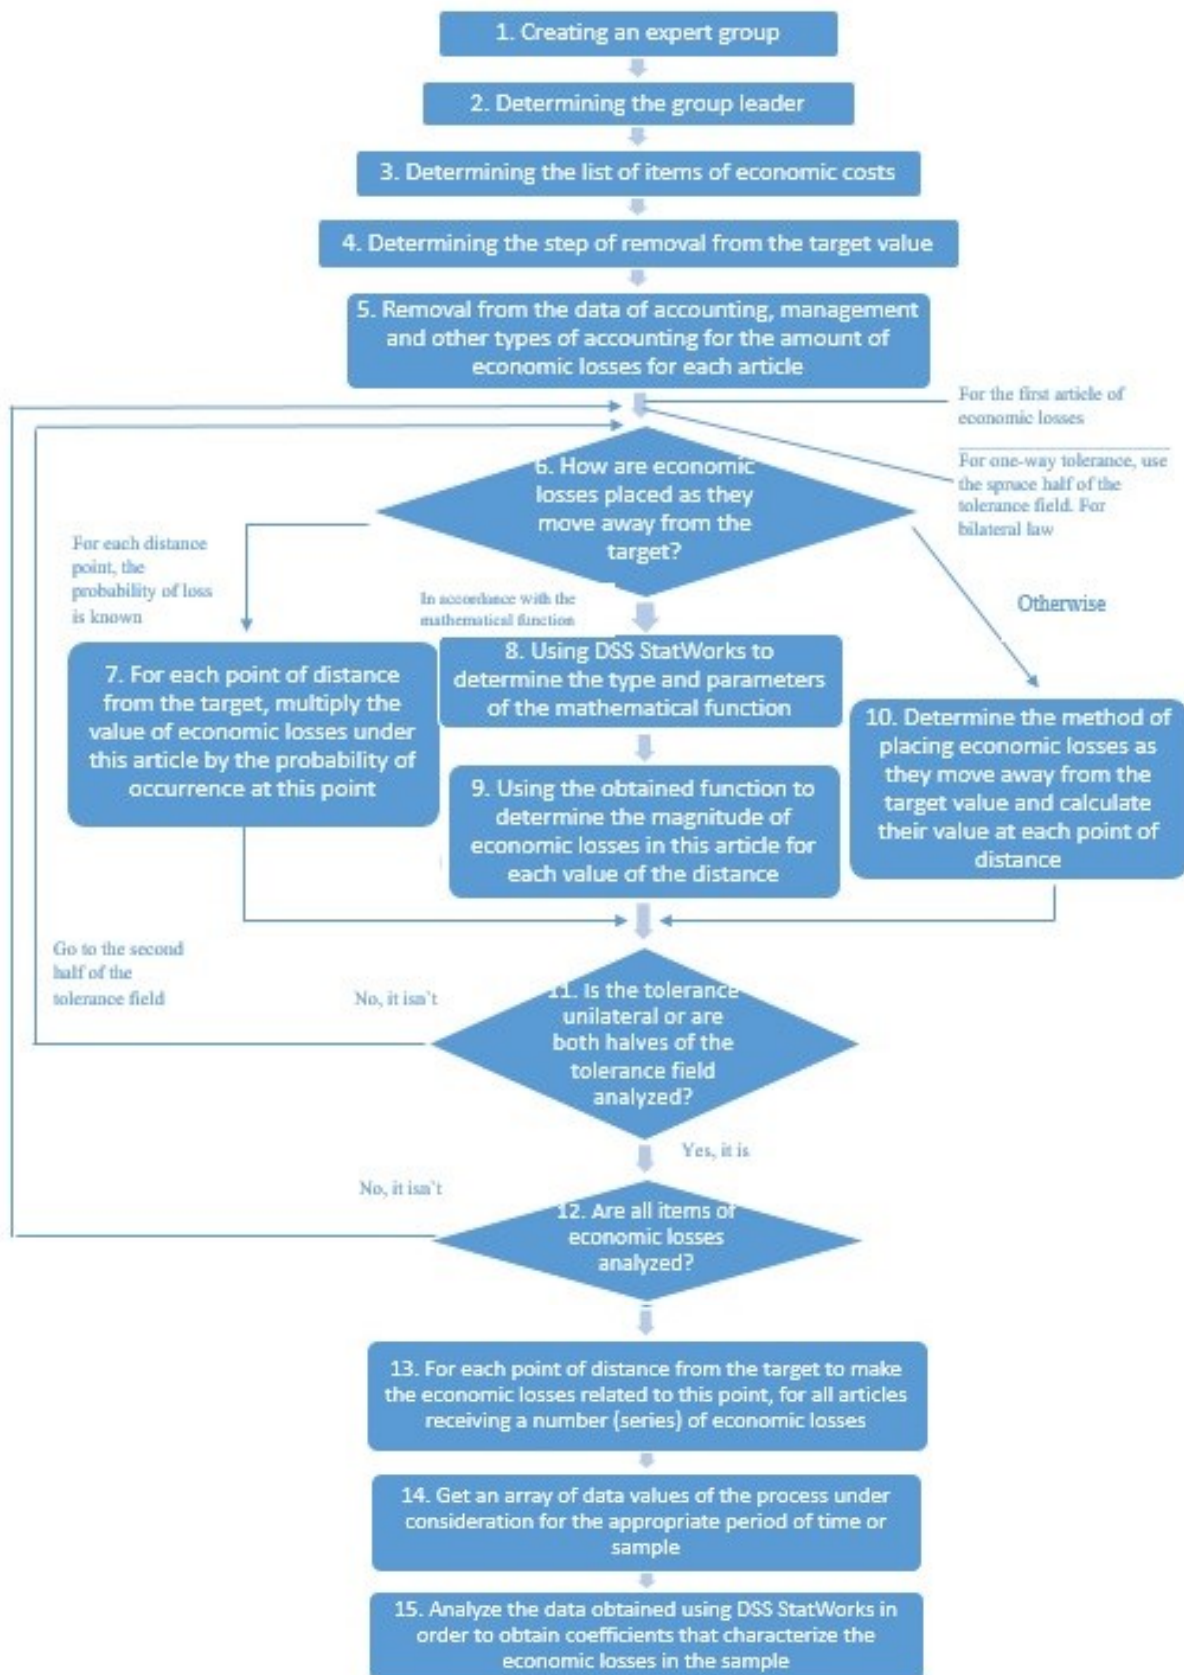 1. Creating an expert group
2. Determining the group leader
3. Determining the list of items of economic costs
4. Determining the step of removal from the target value
5. Removal from the data of accounting, management
and other types of accounting for the amount of
economic losses for each article
For the first article of
economic losses
For one-way tolerance, use
the spruce half of the
tolerance field. For
bilateral law
6. How are economic
losses placed as they
move away from the
target?
For each distance
point, the
probability of loss
is known
In accordance with the
mathematical function
Otherwise
7. For each point of distance
from the target, multiply the
value of economic losses under
this article by the probability of
occurrence at this point
8. Using DSS StatWorks to
determine the type and parameters
of the mathematical function
9. Using the obtained function to
determine the magnitude of
economic losses in this article for
each value of the distance
10. Determine the method of
placing economic losses as
they move away from the
target value and calculate
their value at each point of
distance
Go to the second
half of the
tolerance field
No, it isn`t
11. Is the tolerance
unilateral or are
both halves of the
tolerance field
analyzed?
Yes, it is
No, it isn`t
12. Are all items of
economic losses
analyzed?
13. For each point of distance from the target to make
the economic losses related to this point, for all articles
receiving a number (series) of economic losses
14. Get an array of data values of the process under
consideration for the appropriate period of time or
sample
15. Analyze the data obtained using DSS StatWorks in
order to obtain coefficients that characterize the
economic losses in the sample